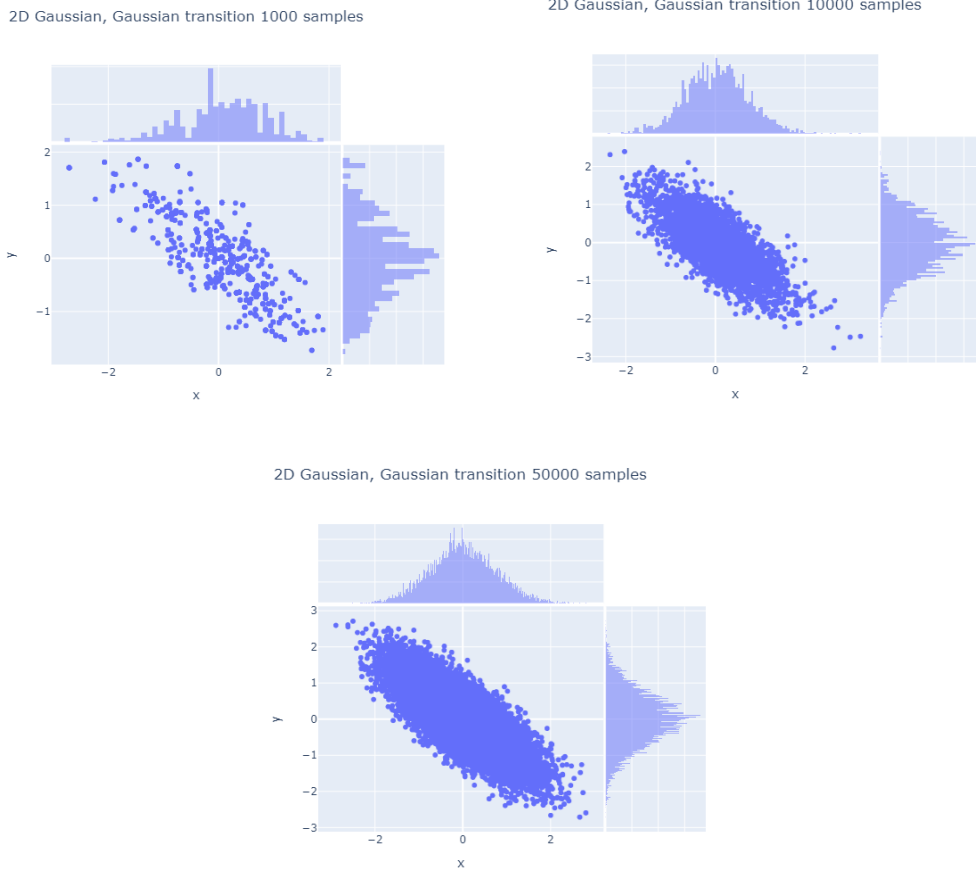 2D Gaussian, Gaussian transition 1000 samples
2
1
0
−1
y
−2
0
2
x
2D Gaussian, Gaussian transition 10000 samples
2
1
0
−1
−2
−3
y
−2
0
2
x
2D Gaussian, Gaussian transition 50000 samples
3
2
1
0
−1
−2
−3
y
−2
0
2
x